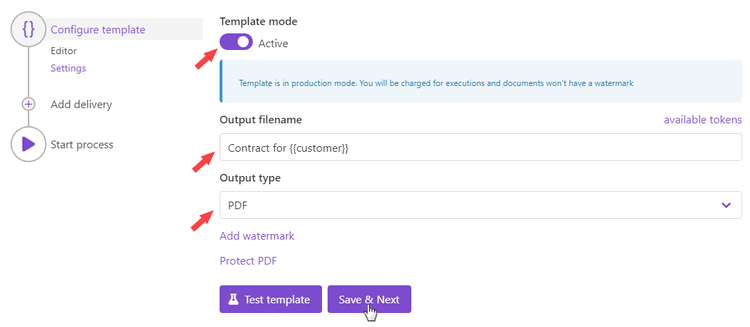 {} Configure template
Editor
Settings
Add delivery
Start process
Template mode
Active
Template is in production mode. You will be charged for executions and documents won't have a watermark
Output filename available tokens
Contract for {{customer}}
Output type
PDF
Add watermark
Protect PDF
Test template Save & Next